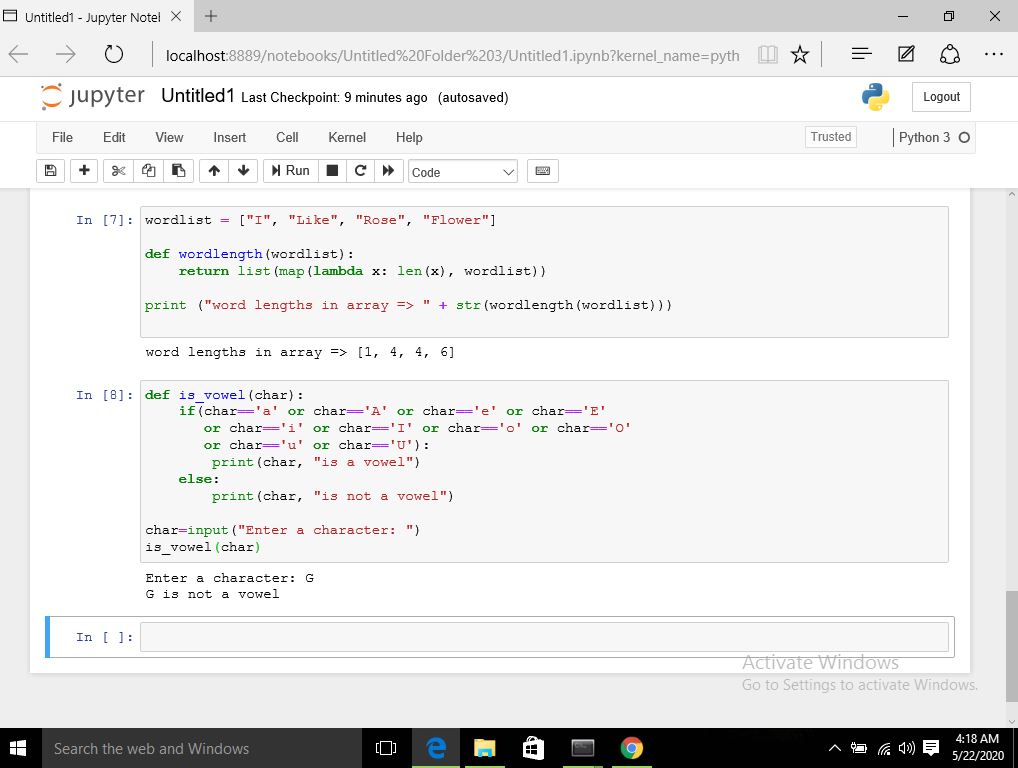 Untitled1 - Jupyter Notel
localhost:8889/notebooks/Untitled%20Folder%203/Untitled1.ipynb?kernel_name=pyth
jupyter Untitled1 Last Checkpoint: 9 minutes ago (autosaved) Logout
File Edit View Insert Cell Kernel Help Trusted Python 3
Run Code
In [7]: wordlist = ["I", "Like", "Rose", "Flower"]
def wordlength(wordlist):
    return list(map(lambda x: len(x), wordlist))
print ("word lengths in array => " + str(wordlength(wordlist)))
word lengths in array => [1, 4, 4, 6]
In [8]: def is_vowel(char):
    if(char=='a' or char=='A' or char=='e' or char=='E'
       or char=='i' or char=='I' or char=='o' or char=='O'
       or char=='u' or char=='U'):
        print(char, "is a vowel")
    else:
        print(char, "is not a vowel")
char=input("Enter a character: ")
is_vowel(char)
Enter a character: G
G is not a vowel
In [ ]:
Activate Windows
Go to Settings to activate Windows.
Search the web and Windows
4:18 AM
5/22/2020